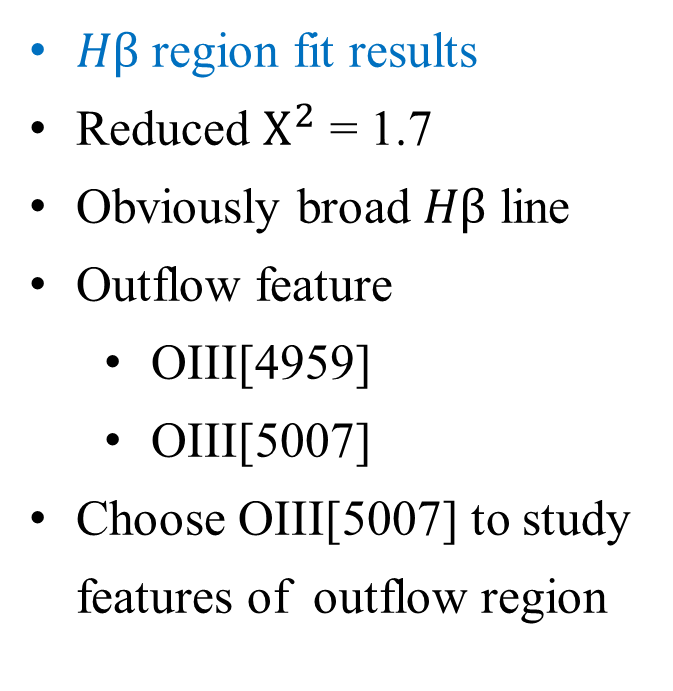 • Hβ region fit results
• Reduced X² = 1.7
• Obviously broad Hβ line
• Outflow feature
• OIII[4959]
• OIII[5007]
• Choose OIII[5007] to study
features of outflow region